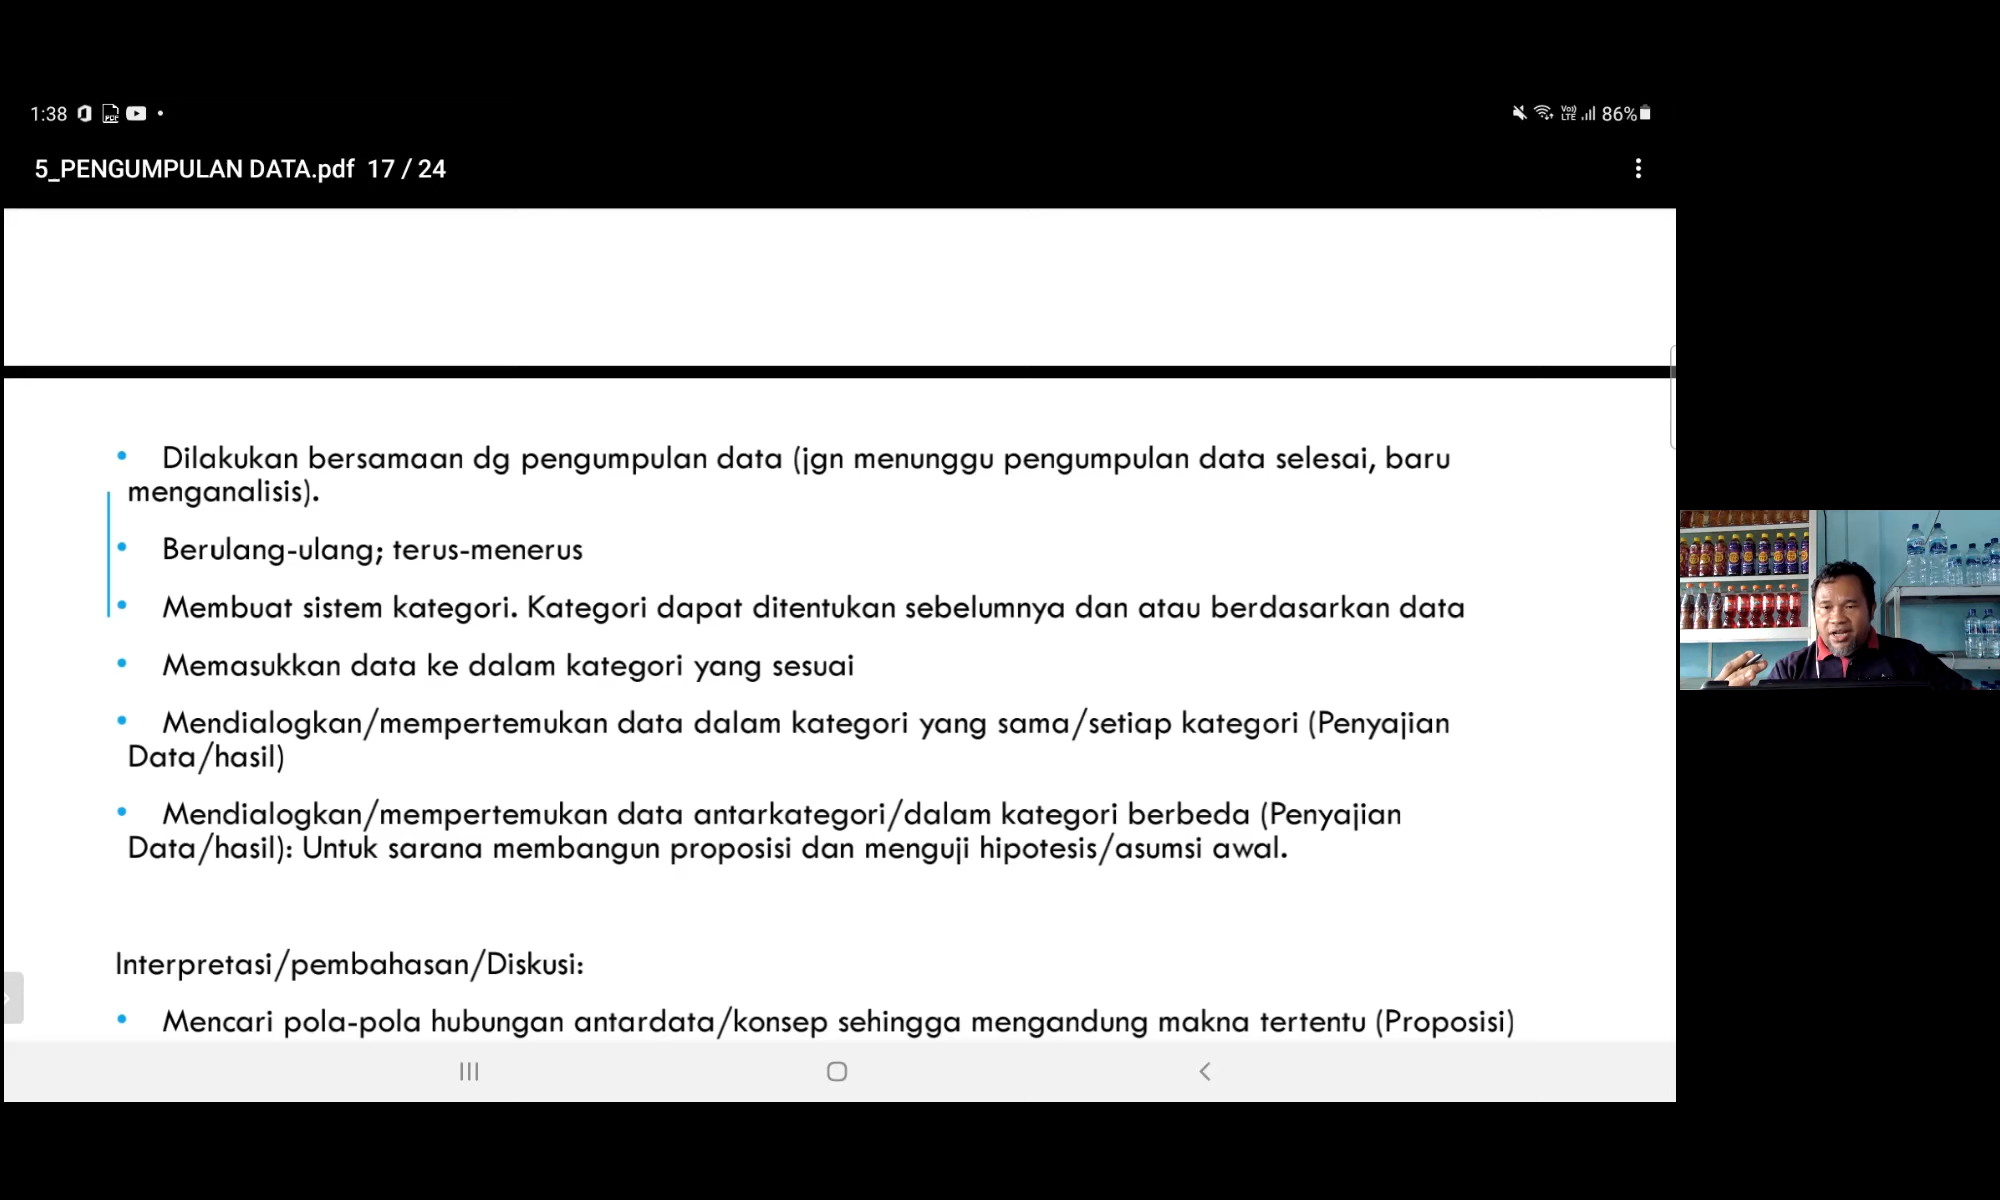 1:38
Vo))
LTE
86%
5_PENGUMPULAN DATA.pdf 17 / 24
• Dilakukan bersamaan dg pengumpulan data (jgn menunggu pengumpulan data selesai, baru
menganalisis).
• Berulang-ulang; terus-menerus
• Membuat sistem kategori. Kategori dapat ditentukan sebelumnya dan atau berdasarkan data
• Memasukkan data ke dalam kategori yang sesuai
• Mendialogkan/mempertemukan data dalam kategori yang sama/setiap kategori (Penyajian
Data/hasil)
• Mendialogkan/mempertemukan data antarkategori/dalam kategori berbeda (Penyajian
Data/hasil): Untuk sarana membangun proposisi dan menguji hipotesis/asumsi awal.
Interpretasi/pembahasan/Diskusi:
• Mencari pola-pola hubungan antardata/konsep sehingga mengandung makna tertentu (Proposisi)